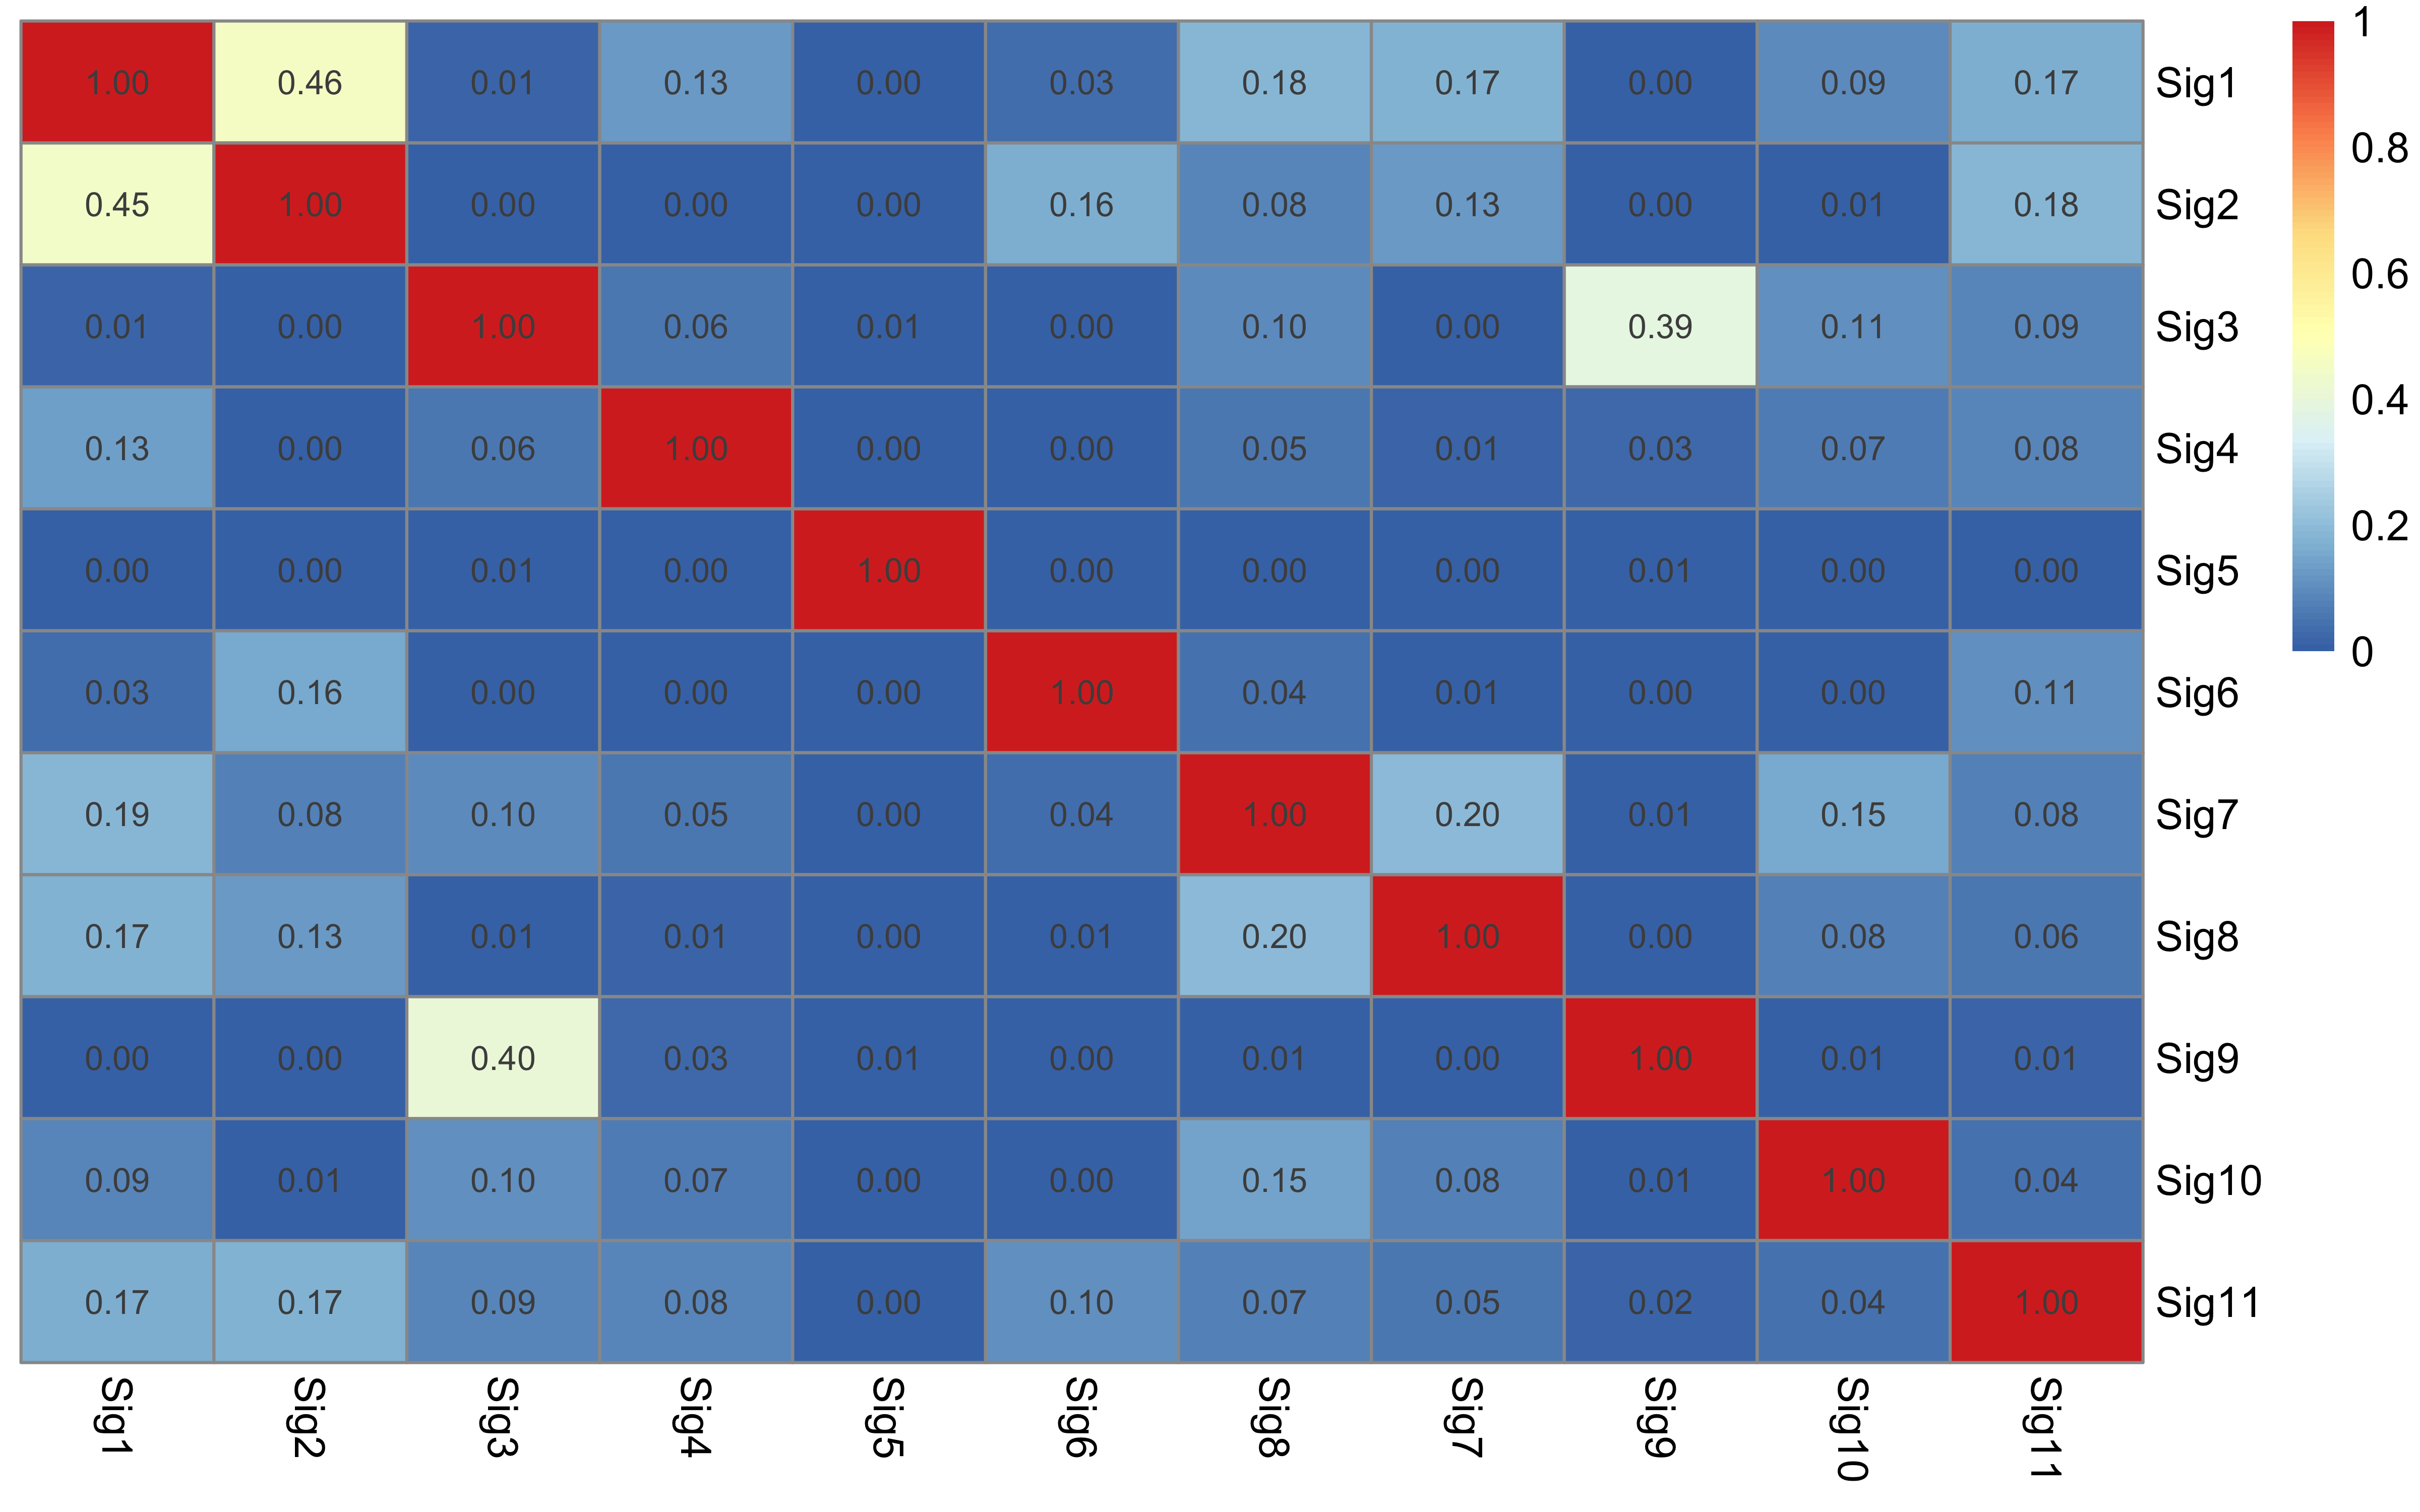 1.00 0.46 0.01 0.13 0.00 0.03 0.18 0.17 0.00 0.09 0.17 Sig1
0.45 1.00 0.00 0.00 0.00 0.16 0.08 0.13 0.00 0.01 0.18 Sig2
0.01 0.00 1.00 0.06 0.01 0.00 0.10 0.00 0.39 0.11 0.09 Sig3
0.13 0.00 0.06 1.00 0.00 0.00 0.05 0.01 0.03 0.07 0.08 Sig4
0.00 0.00 0.01 0.00 1.00 0.00 0.00 0.00 0.01 0.00 0.00 Sig5
0.03 0.16 0.00 0.00 0.00 1.00 0.04 0.01 0.00 0.00 0.11 Sig6
0.19 0.08 0.10 0.05 0.00 0.04 1.00 0.20 0.01 0.15 0.08 Sig7
0.17 0.13 0.01 0.01 0.00 0.01 0.20 1.00 0.00 0.08 0.06 Sig8
0.00 0.00 0.40 0.03 0.01 0.00 0.01 0.00 1.00 0.01 0.01 Sig9
0.09 0.01 0.10 0.07 0.00 0.00 0.15 0.08 0.01 1.00 0.04 Sig10
0.17 0.17 0.09 0.08 0.00 0.10 0.07 0.05 0.02 0.04 1.00 Sig11
Sig1 Sig2 Sig3 Sig4 Sig5 Sig6 Sig8 Sig7 Sig9 Sig10 Sig11
1
0.8
0.6
0.4
0.2
0